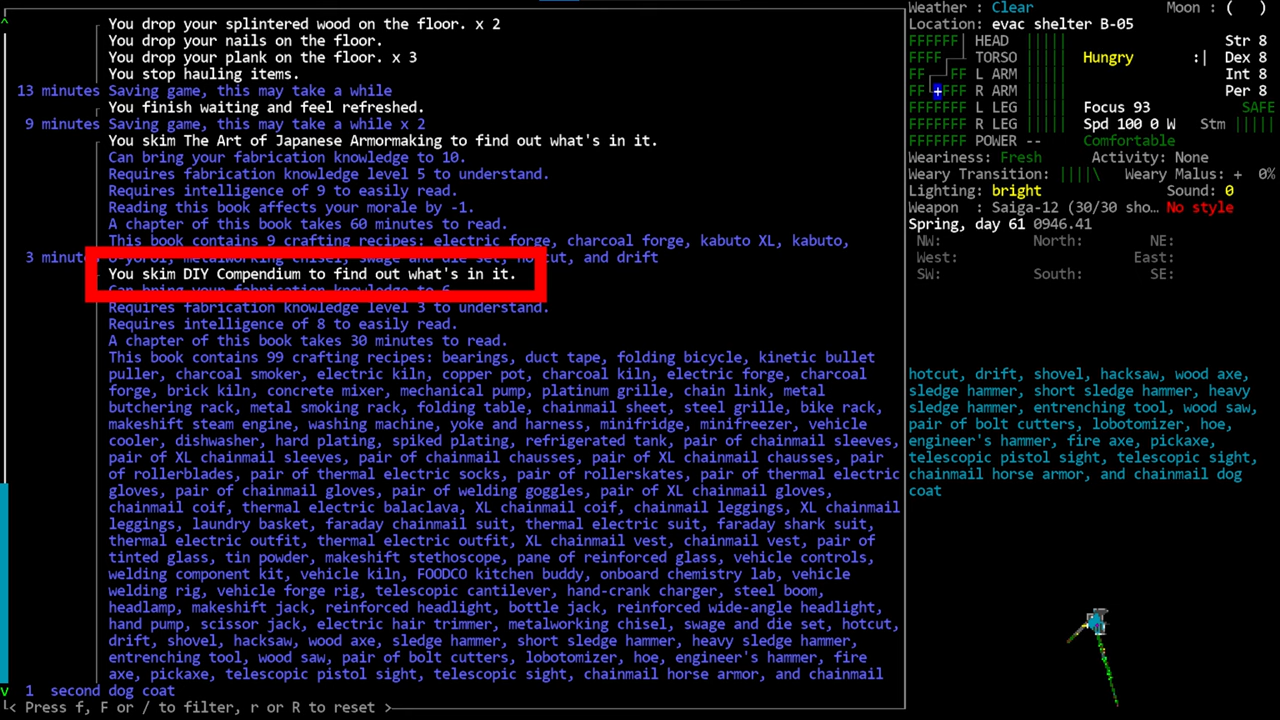 You drop your splintered wood on the floor. x 2
You drop your nails on the floor.
You drop your plank on the floor. x 3
You stop hauling items.
13 minutes Saving game, this may take a while
You finish waiting and feel refreshed.
9 minutes Saving game, this may take a while x 2
You skim The Art of Japanese Armormaking to find out what's in it.
Can bring your fabrication knowledge to 10.
Requires fabrication knowledge level 5 to understand.
Requires intelligence of 9 to easily read.
Reading this book affects your morale by -1.
A chapter of this book takes 60 minutes to read.
This book contains 9 crafting recipes: electric forge, charcoal forge, kabuto XL, kabuto,
3 minut o-yoroi, metalworking chisel, swage and die set, hotcut, and drift
You skim DIY Compendium to find out what's in it.
Can bring your fabrication knowledge to 6.
Requires fabrication knowledge level 3 to understand.
Requires intelligence of 8 to easily read.
A chapter of this book takes 30 minutes to read.
This book contains 99 crafting recipes: bearings, duct tape, folding bicycle, kinetic bullet
puller, charcoal smoker, electric kiln, copper pot, charcoal kiln, electric forge, charcoal
forge, brick kiln, concrete mixer, mechanical pump, platinum grille, chain link, metal
butchering rack, metal smoking rack, folding table, chainmail sheet, steel grille, bike rack,
makeshift steam engine, washing machine, yoke and harness, minifridge, minifreezer, vehicle
cooler, dishwasher, hard plating, spiked plating, refrigerated tank, pair of chainmail sleeves,
pair of XL chainmail sleeves, pair of chainmail chausses, pair of XL chainmail chausses, pair
of rollerblades, pair of thermal electric socks, pair of rollerskates, pair of thermal electric
gloves, pair of chainmail gloves, pair of welding goggles, pair of XL chainmail gloves,
chainmail coif, thermal electric balaclava, XL chainmail coif, chainmail leggings, XL chainmail
leggings, laundry basket, faraday chainmail suit, thermal electric suit, faraday shark suit,
thermal electric outfit, thermal electric outfit, XL chainmail vest, chainmail vest, pair of
tinted glass, tin powder, makeshift stethoscope, pane of reinforced glass, vehicle controls,
welding component kit, vehicle kiln, FOODCO kitchen buddy, onboard chemistry lab, vehicle
welding rig, vehicle forge rig, telescopic cantilever, hand-crank charger, steel boom,
headlamp, makeshift jack, reinforced headlight, bottle jack, reinforced wide-angle headlight,
hand pump, scissor jack, electric hair trimmer, metalworking chisel, swage and die set, hotcut,
drift, shovel, hacksaw, wood axe, sledge hammer, short sledge hammer, heavy sledge hammer,
entrenching tool, wood saw, pair of bolt cutters, lobotomizer, hoe, engineer's hammer, fire
axe, pickaxe, telescopic pistol sight, telescopic sight, chainmail horse armor, and chainmail
1 second dog coat
< Press f, F or / to filter, r or R to reset >
Weather : Clear Moon : ( )
Location: evac shelter B-05
FFFFFF HEAD ||||| Str 8
FFFF TORSO ||||| Hungry :| Dex 8
FF FF L ARM ||||| Int 8
FF +FFF R ARM ||||| Per 8
FFFFFFF L LEG ||||| Focus 93 SAFE
FFFFFFF R LEG ||||| Spd 100 0 W Stm |||||
FFFFFFF POWER -- Comfortable
Weariness: Fresh Activity: None
Weary Transition: ||||\ Weary Malus: + 0%
Lighting: bright Sound: 0
Weapon : Saiga-12 (30/30 sho… No style
Spring, day 61 0946.41
NW: North: NE:
West: East:
SW: South: SE:
hotcut, drift, shovel, hacksaw, wood axe,
sledge hammer, short sledge hammer, heavy
sledge hammer, entrenching tool, wood saw,
pair of bolt cutters, lobotomizer, hoe,
engineer's hammer, fire axe, pickaxe,
telescopic pistol sight, telescopic sight,
chainmail horse armor, and chainmail dog
coat